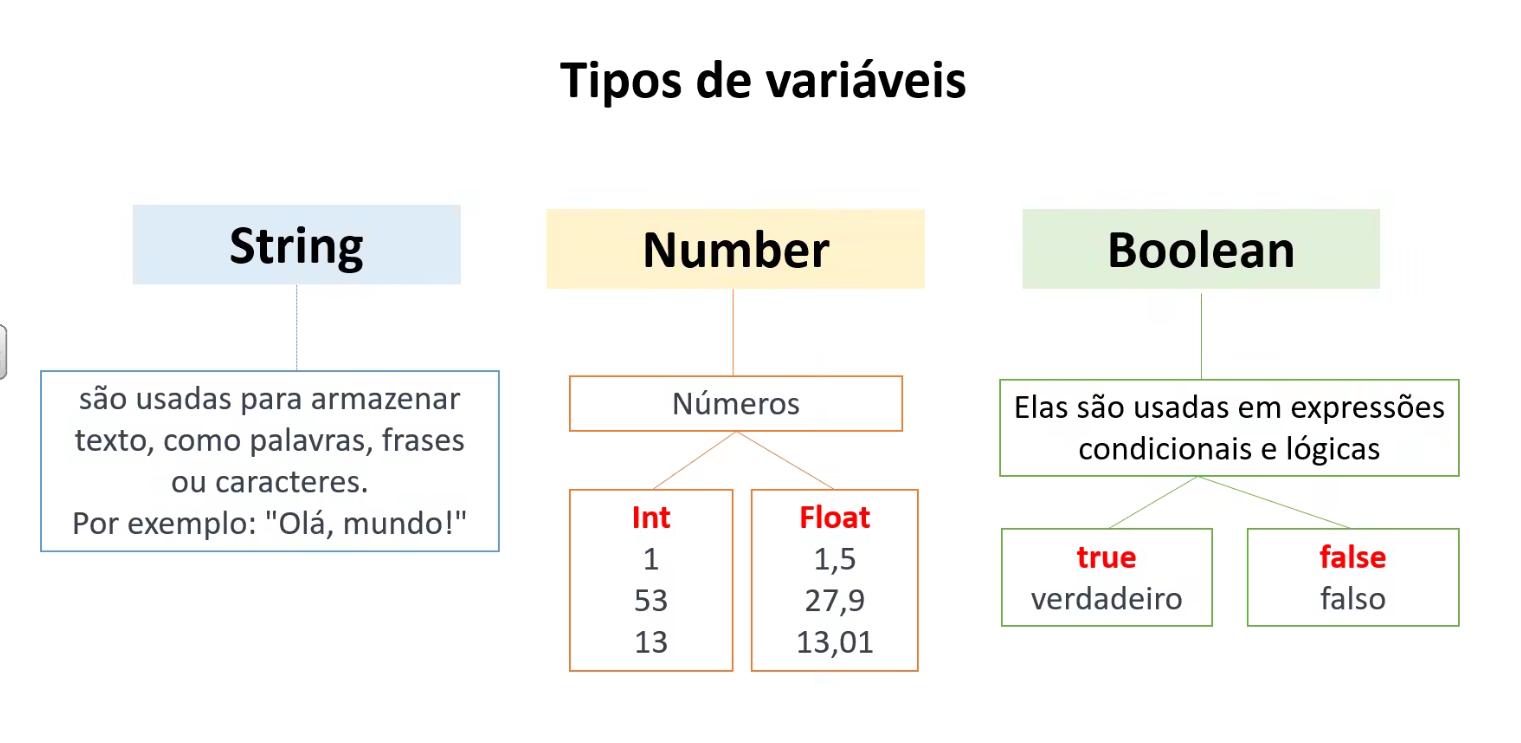 Tipos de variáveis
String
são usadas para armazenar
texto, como palavras, frases
ou caracteres.
Por exemplo: "Olá, mundo!"
Number
Números
Int
1
53
13
Float
1,5
27,9
13,01
Boolean
Elas são usadas em expressões
condicionais e lógicas
true
verdadeiro
false
falso